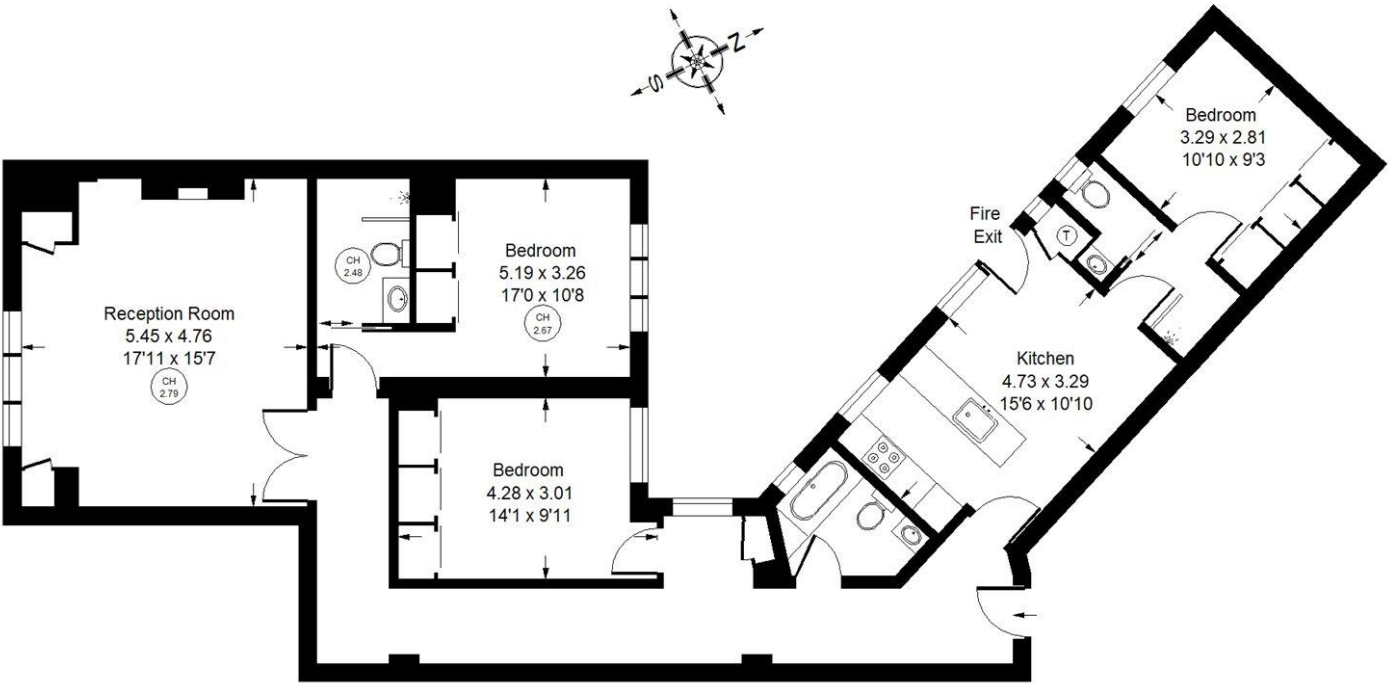 N
S
Bedroom
3.29 x 2.81
10'10 x 9'3
Fire
Exit
T
CH
2.48
Bedroom
5.19 x 3.26
17'0 x 10'8
CH
2.67
Reception Room
5.45 x 4.76
17'11 x 15'7
CH
2.79
Kitchen
4.73 x 3.29
15'6 x 10'10
Bedroom
4.28 x 3.01
14'1 x 9'11